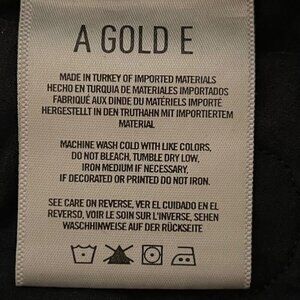 A GOLD E
MADE IN TURKEY OF IMPORTED MATERIALS
HECHO EN TURQUIA DE MATERIALES IMPORTADOS
FABRIQUÉ AUX DINDE DU MATÉRIELS IMPORTÉ
HERGESTELLT IN DEN TRUTHAHN MIT IMPORTIERTEM
MATERIAL
MACHINE WASH COLD WITH LIKE COLORS,
DO NOT BLEACH, TUMBLE DRY LOW,
IRON MEDIUM IF NECESSARY,
IF DECORATED OR PRINTED DO NOT IRON.
SEE CARE ON REVERSE, VER EL CUIDADO EN EL
REVERSO, VOIR LE SOIN SUR L'INVERSE, SEHEN
WASCHHINWEISE AUF DER RÜCKSEITE